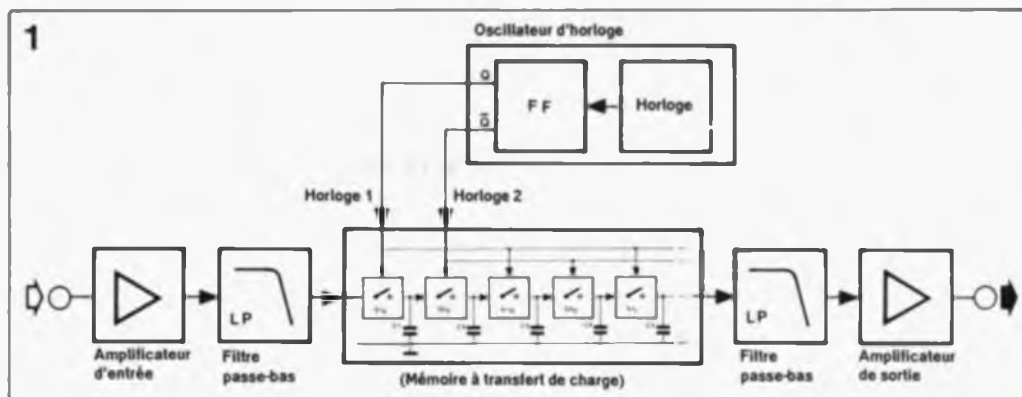 1
Oscillateur d'horloge
Q
F F
Horloge
Q̅
Horloge 1
Horloge 2
LP
LP
Amplificateur
d'entrée
Filtre
passe-bas
(Mémoire à transfert de charge)
Filtre
passe-bas
Amplificateur
de sortie